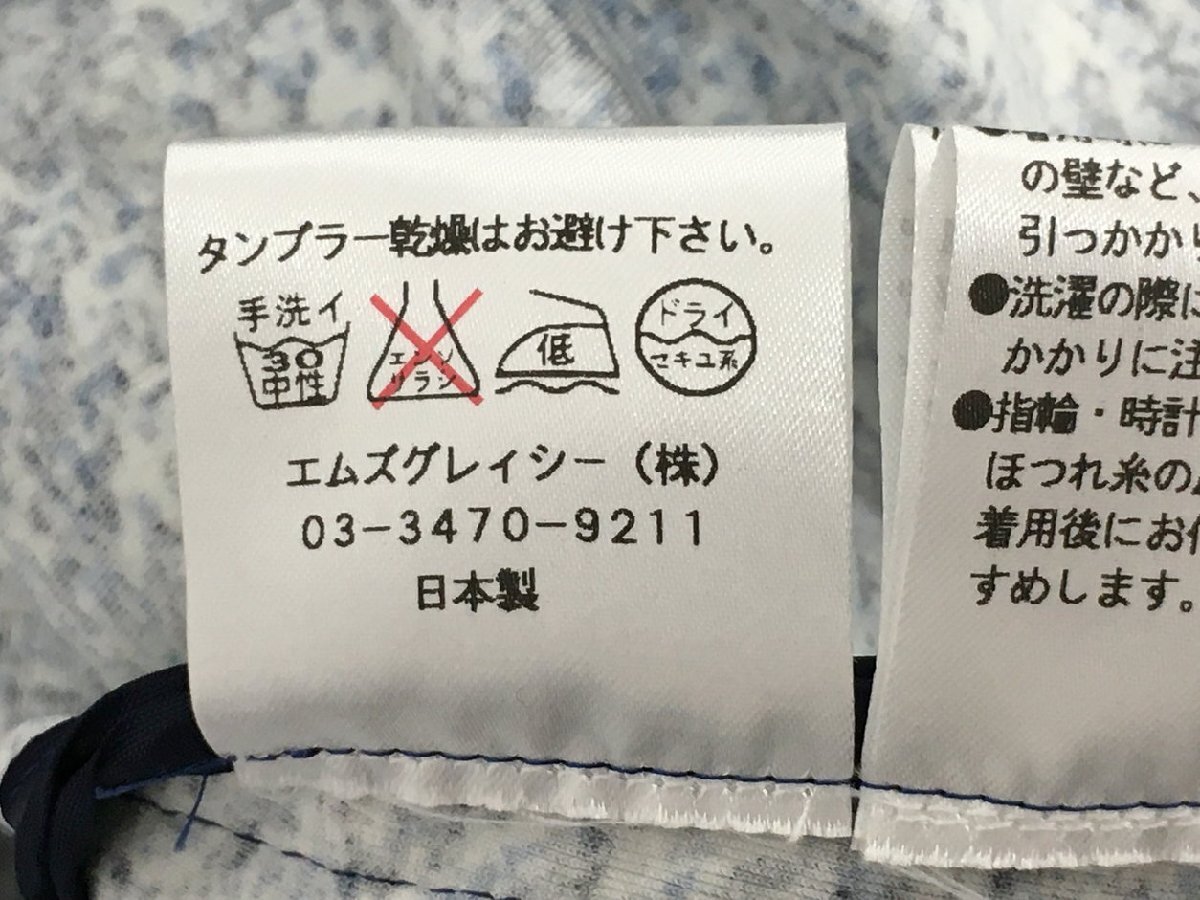 タンブラー乾燥はお避け下さい。
手洗イ
30
中性
エンソ
サラシ
低
ドライ
セキユ系
エムズグレイシー(株)
03-3470-9211
日本製
の壁など、
引つかかり
●洗濯の際に
かかりに注
●指輪・時計
ほつれ糸の
着用後にお
すめします。